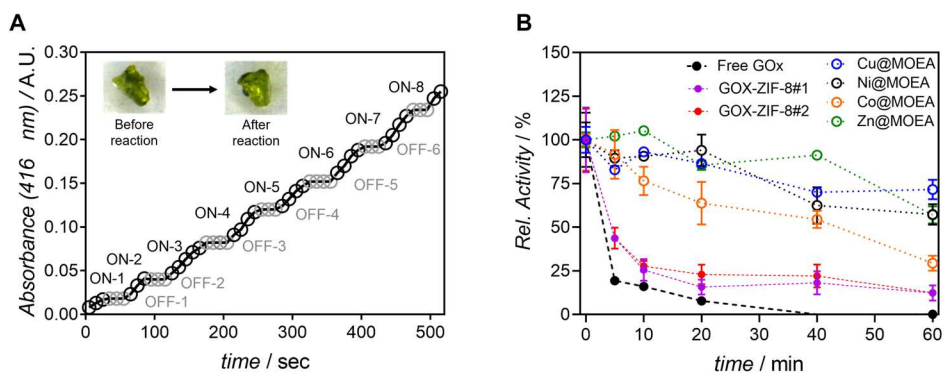 A
Absorbance (416 nm) / A.U.
0.30
0.25
0.20
0.15
0.10
0.05
0.00
Before
reaction
After
reaction
ON-1
ON-2
ON-3
ON-4
ON-5
ON-6
ON-7
ON-8
OFF-1
OFF-2
OFF-3
OFF-4
OFF-5
OFF-6
0
100
200
300
400
500
time / sec
B
Rel. Activity / %
150
125
100
75
50
25
0
Free GOx
GOX-ZIF-8#1
GOX-ZIF-8#2
Cu@MOEA
Ni@MOEA
Co@MOEA
Zn@MOEA
0
10
20
30
40
50
60
time / min